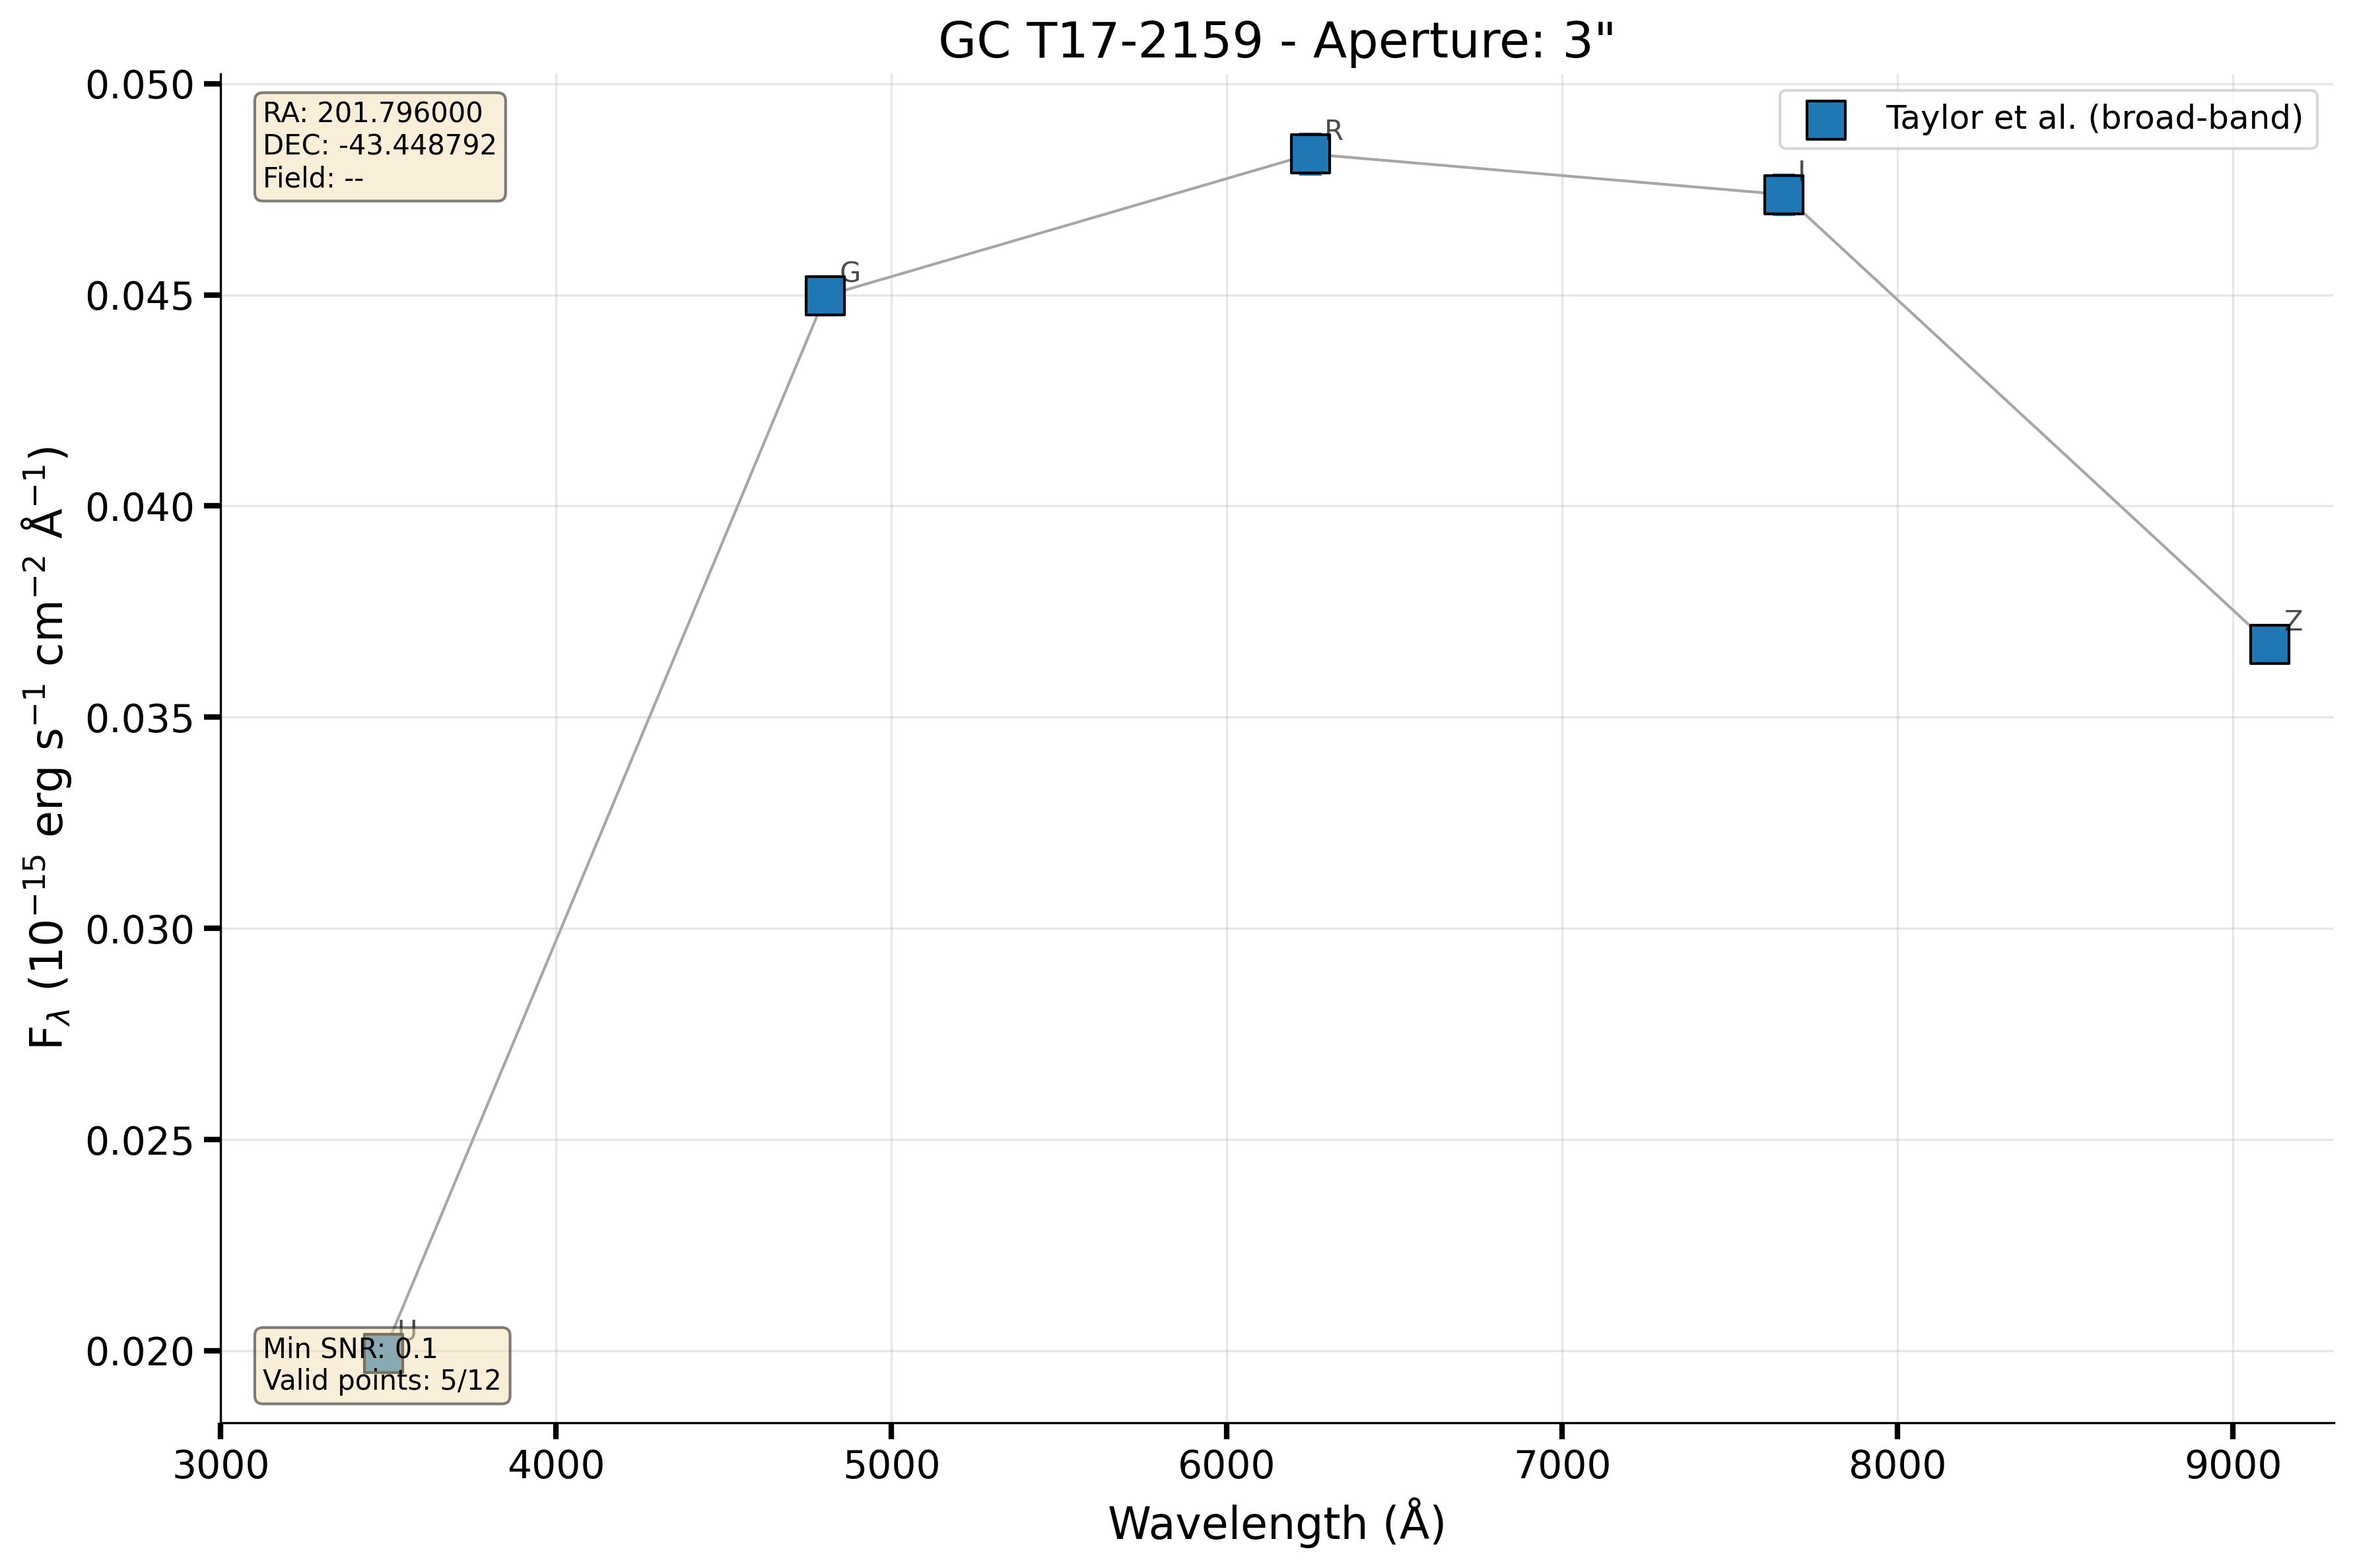 GC T17-2159 - Aperture: 3"
0.050
0.045
0.040
0.035
0.030
0.025
0.020
F_λ (10⁻¹⁵ erg s⁻¹ cm⁻² Å⁻¹)
RA: 201.796000
DEC: -43.448792
Field: --
Taylor et al. (broad-band)
R
I
G
Z
U
Min SNR: 0.1
Valid points: 5/12
3000 4000 5000 6000 7000 8000 9000
Wavelength (Å)